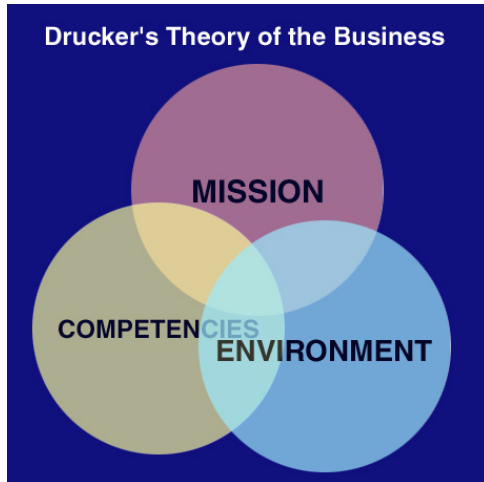 Drucker's Theory of the Business
MISSION
COMPETENCIES
ENVIRONMENT